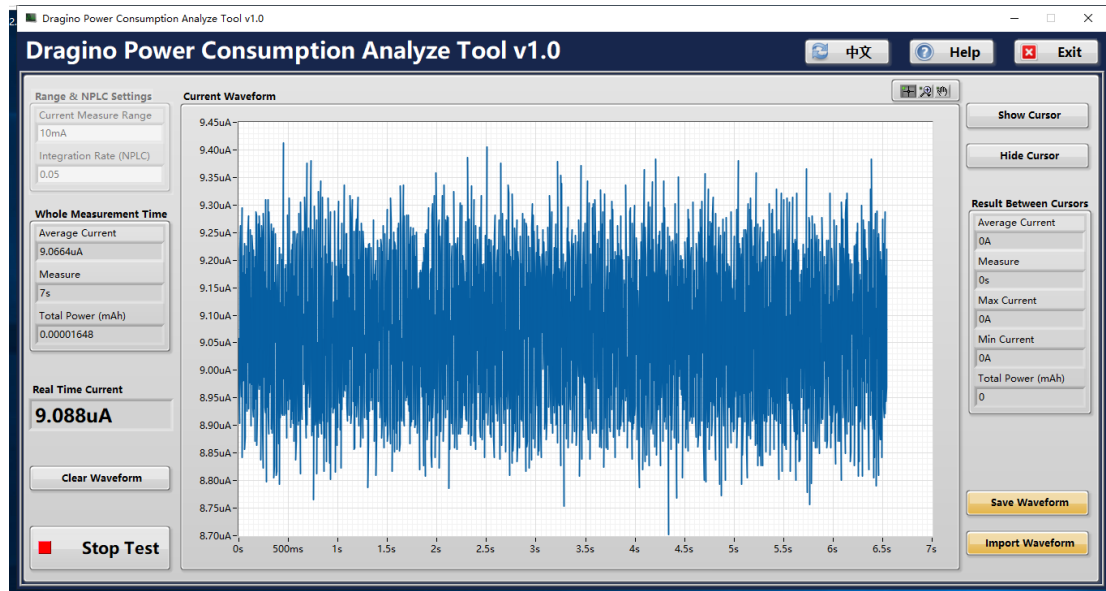 2.
Dragino Power Consumption Analyze Tool v1.0
Dragino Power Consumption Analyze Tool v1.0
中文
Help
Exit
Range & NPLC Settings
Current Measure Range
10mA
Integration Rate (NPLC)
0.05
Whole Measurement Time
Average Current
9.0664uA
Measure
7s
Total Power (mAh)
0.00001648
Real Time Current
9.088uA
Clear Waveform
Stop Test
Current Waveform
9.45uA
9.40uA
9.35uA
9.30uA
9.25uA
9.20uA
9.15uA
9.10uA
9.05uA
9.00uA
8.95uA
8.90uA
8.85uA
8.80uA
8.75uA
8.70uA
0s 500ms 1s 1.5s 2s 2.5s 3s 3.5s 4s 4.5s 5s 5.5s 6s 6.5s 7s
Show Cursor
Hide Cursor
Result Between Cursors
Average Current
0A
Measure
0s
Max Current
0A
Min Current
0A
Total Power (mAh)
0
Save Waveform
Import Waveform